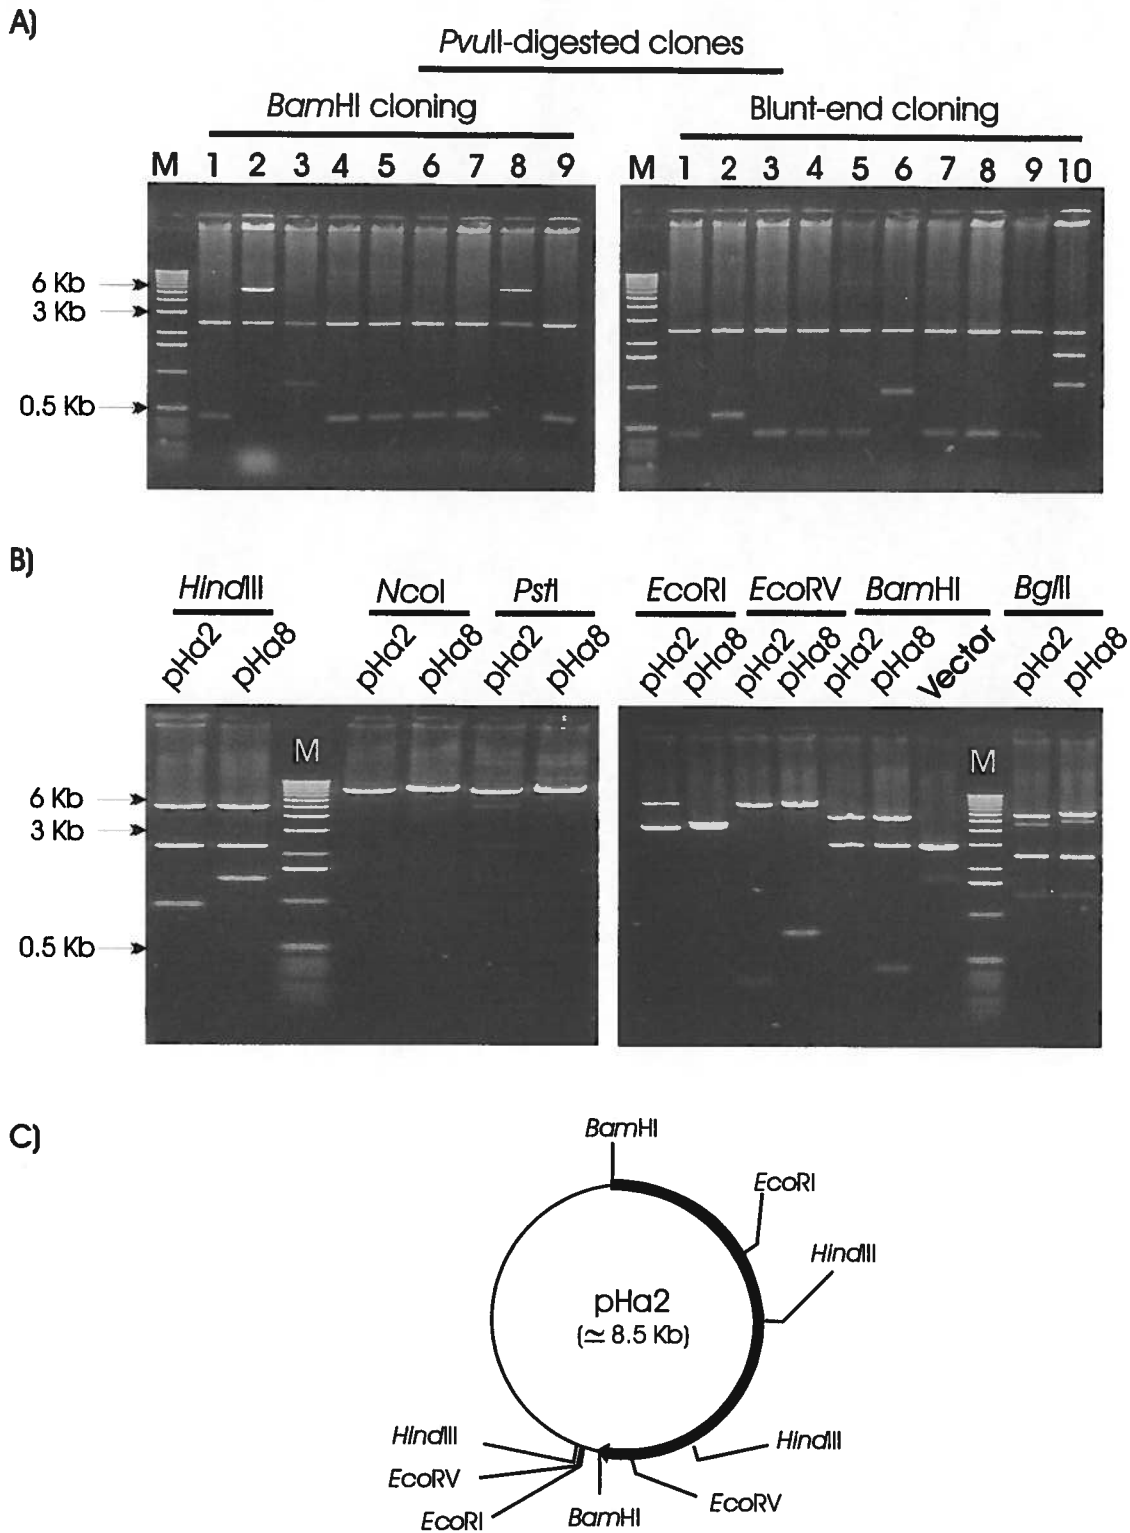 A)
PvuII-digested clones
BamHI cloning
Blunt-end cloning
M 1 2 3 4 5 6 7 8 9
M 1 2 3 4 5 6 7 8 9 10
6 Kb
3 Kb
0.5 Kb
B)
HindIII
NcoI
PstI
EcoRI
EcoRV
BamHI
BglII
pHa2
pHa8
pHa2
pHa8
pHa2
pHa8
pHa2
pHa8
pHa2
pHa8
pHa2
pHa8
Vector
pHa2
pHa8
M
M
6 Kb
3 Kb
0.5 Kb
C)
BamHI
EcoRI
HindIII
pHa2
(≃ 8.5 Kb)
HindIII
HindIII
EcoRV
EcoRV
EcoRI
BamHI